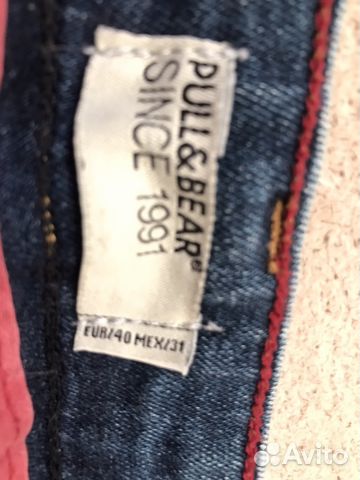 PULL&BEAR®
SINCE 1991
EUR/40 MEX/31
Avito